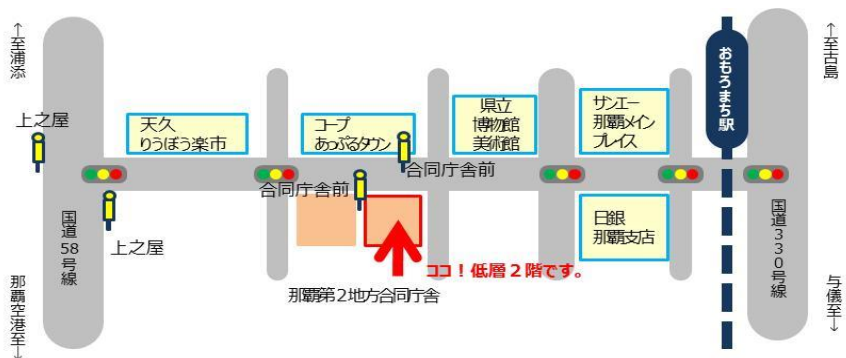 ↑至浦添
↑至古島
おもろまち駅
上之屋
天久
りうぼう楽市
コープ
あっぷるタウン
県立
博物館
美術館
サンエー
那覇メイン
プレイス
合同庁舎前
合同庁舎前
国道58号線
上之屋
日銀
那覇支店
国道330号線
ココ！低層２階です。
那覇第２地方合同庁舎
那覇空港至↓
与儀至↓